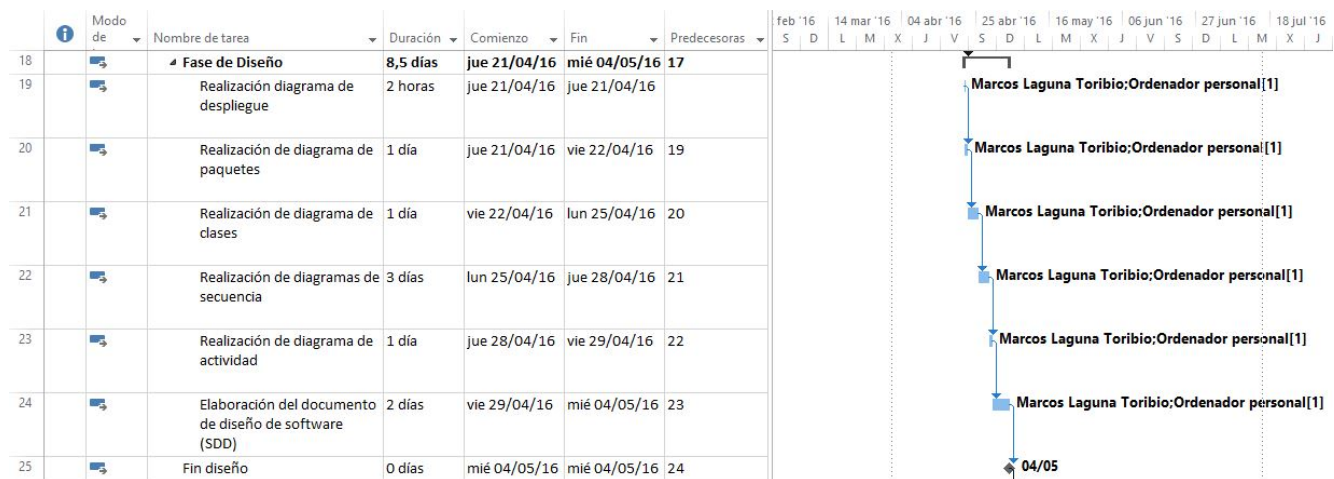 Modo de
Nombre de tarea
Duración
Comienzo
Fin
Predecesoras
feb '16
14 mar '16
04 abr '16
25 abr '16
16 may '16
06 jun '16
27 jun '16
18 jul '16
S D L M X J V S D L M X J V S D L M X J
18 Fase de Diseño 8,5 días jue 21/04/16 mié 04/05/16 17
19 Realización diagrama de 2 horas jue 21/04/16 jue 21/04/16 Marcos Laguna Toribio;Ordenador personal[1]
despliegue
20 Realización de diagrama de 1 día jue 21/04/16 vie 22/04/16 19 Marcos Laguna Toribio;Ordenador personal[1]
paquetes
21 Realización de diagrama de 1 día vie 22/04/16 lun 25/04/16 20 Marcos Laguna Toribio;Ordenador personal[1]
clases
22 Realización de diagramas de 3 días lun 25/04/16 jue 28/04/16 21 Marcos Laguna Toribio;Ordenador personal[1]
secuencia
23 Realización de diagrama de 1 día jue 28/04/16 vie 29/04/16 22 Marcos Laguna Toribio;Ordenador personal[1]
actividad
24 Elaboración del documento 2 días vie 29/04/16 mié 04/05/16 23 Marcos Laguna Toribio;Ordenador personal[1]
de diseño de software
(SDD)
25 Fin diseño 0 días mié 04/05/16 mié 04/05/16 24 04/05